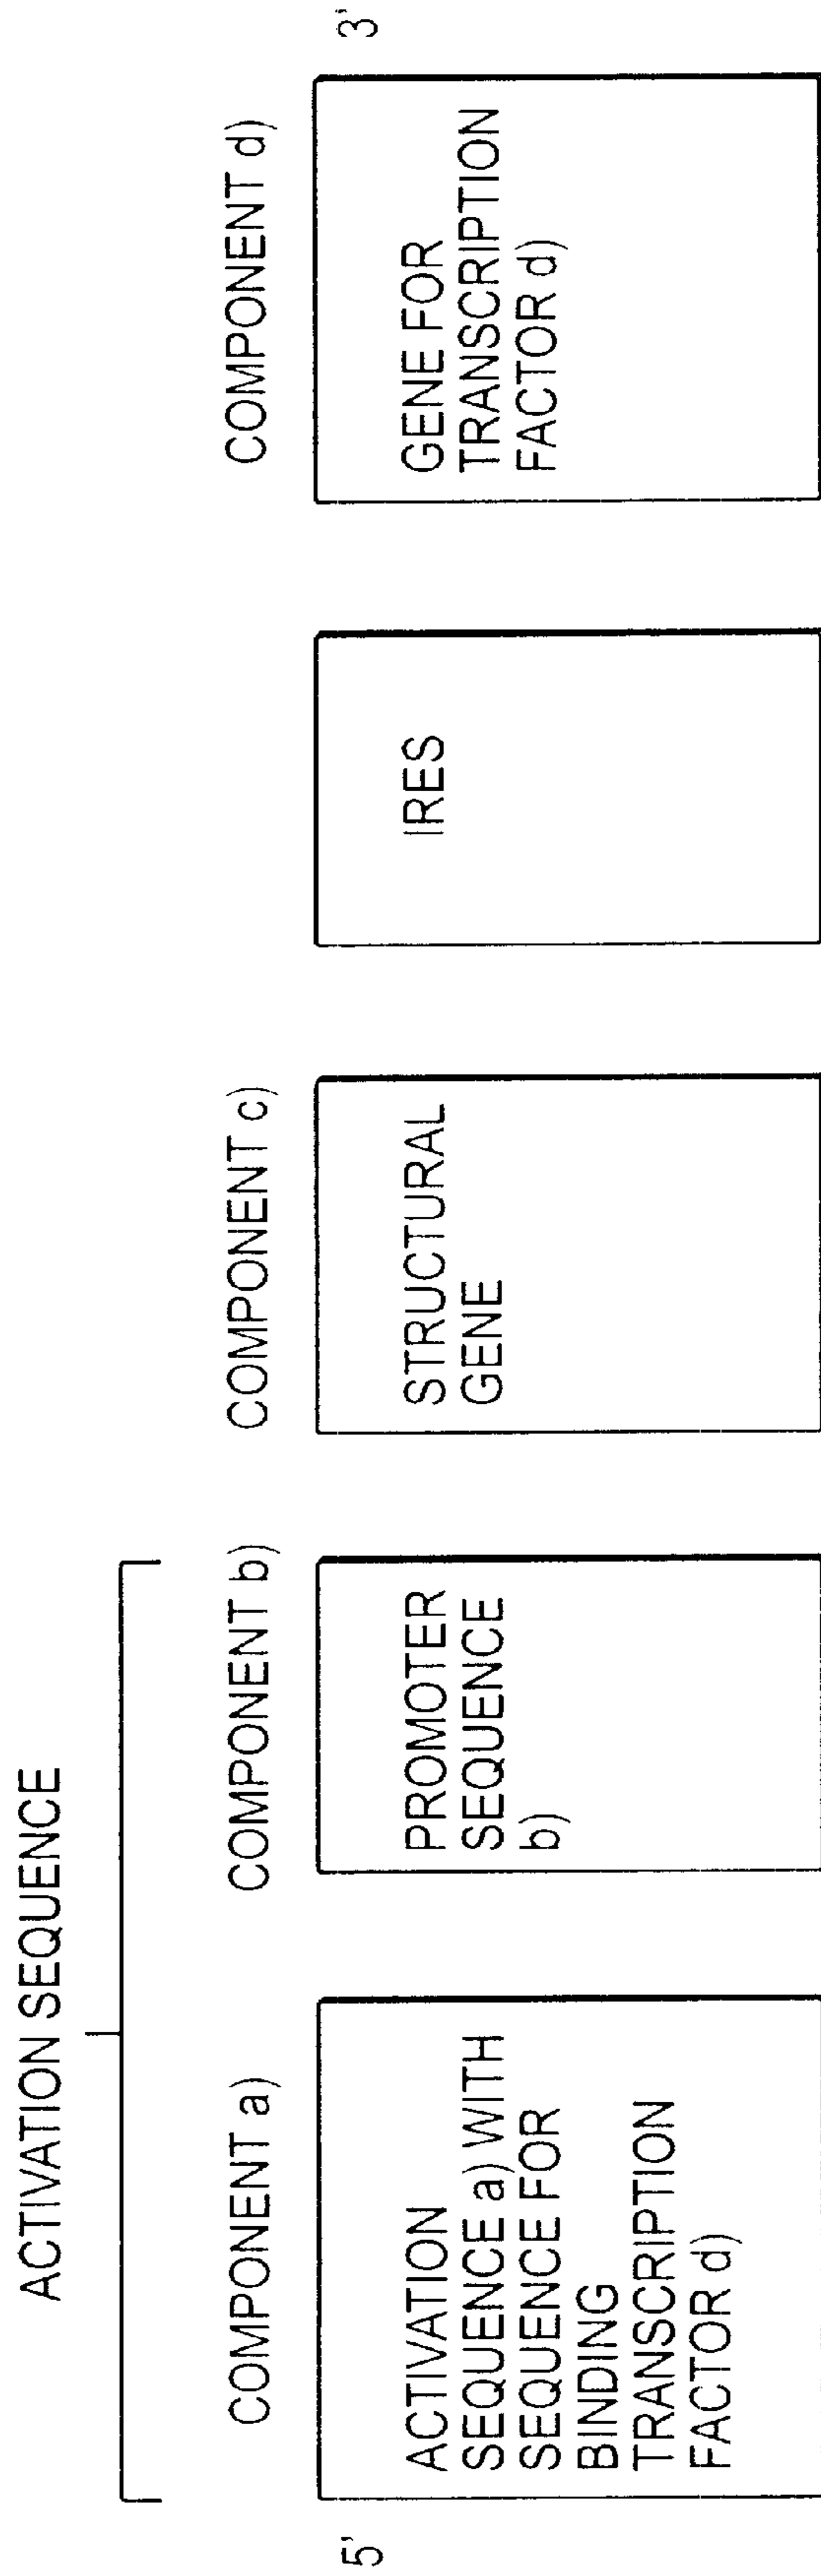 ACTIVATION SEQUENCE
COMPONENT a)
COMPONENT b)
COMPONENT c)
COMPONENT d)
5'
ACTIVATION
SEQUENCE a) WITH
SEQUENCE FOR
BINDING
TRANSCRIPTION
FACTOR d)
PROMOTER
SEQUENCE
b)
STRUCTURAL
GENE
IRES
GENE FOR
TRANSCRIPTION
FACTOR d)
3'